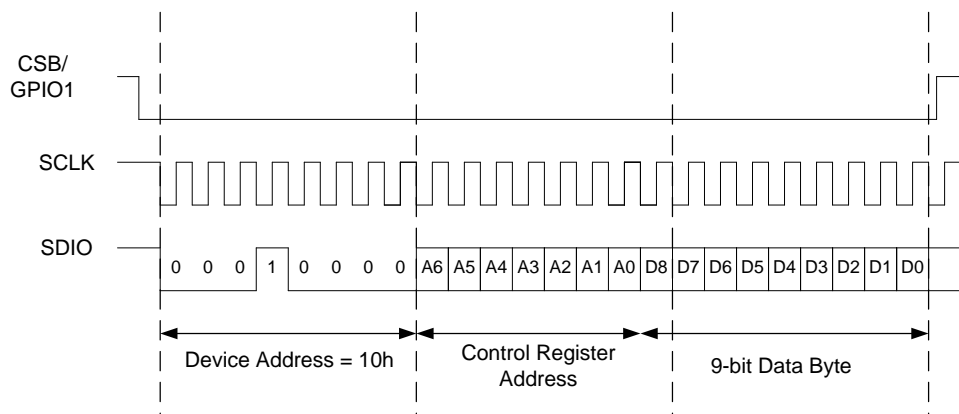 CSB/
GPIO1
SCLK
SDIO
0 0 0 1 0 0 0 0 A6 A5 A4 A3 A2 A1 A0 D8 D7 D6 D5 D4 D3 D2 D1 D0
Device Address = 10h
Control Register
Address
9-bit Data Byte